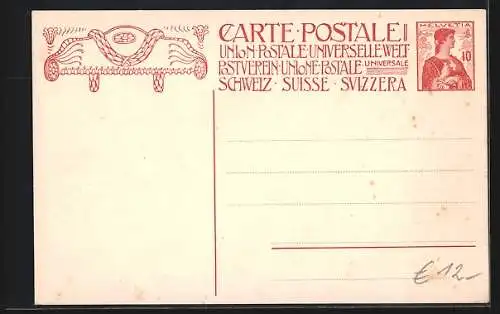 CARTE·POSTALE I
UNION·POSTALE·UNIVERSELLE·WELT
POSTVEREIN·UNIONE POSTALE UNIVERSALE
SCHWEIZ · SUISSE · SVIZZERA
HELVETIA
10
€ 12.-